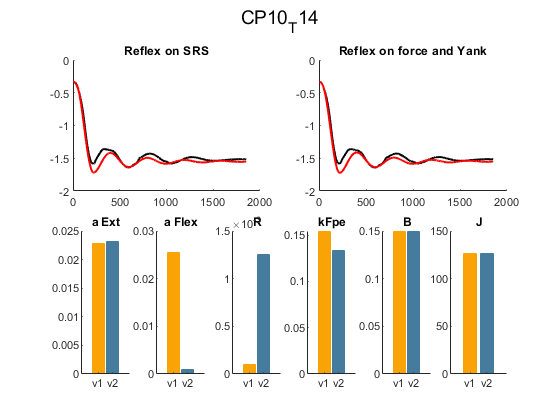 CP10_T14
Reflex on SRS
Reflex on force and Yank
0
-0.5
-1
-1.5
-2
0 500 1000 1500 2000
0
-0.5
-1
-1.5
-2
0 500 1000 1500 2000
a Ext
0.025
0.02
0.015
0.01
0.005
0
v1 v2
a Flex
0.03
0.02
0.01
0
v1 v2
R
1.5
1
0.5
0
v1 v2
kFpe
0.15
0.1
0.05
0
v1 v2
B
0.15
0.1
0.05
0
v1 v2
J
150
100
50
0
v1 v2